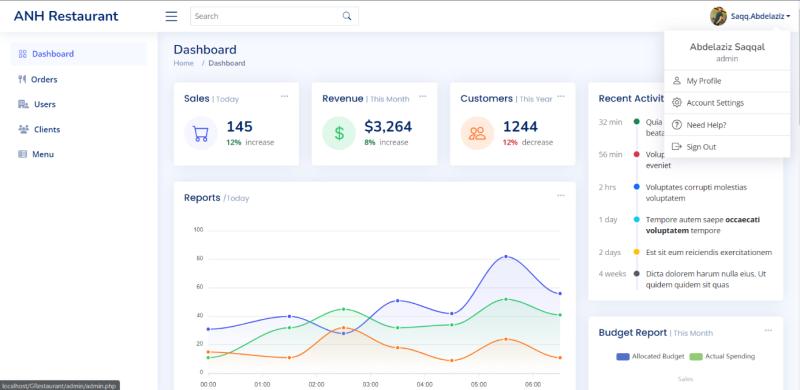 ANH Restaurant
Search
Saqq.Abdelaziz
Abdelaziz Saqqal
admin
My Profile
Account Settings
Need Help?
Sign Out
Dashboard
Orders
Users
Clients
Menu
Dashboard
Home / Dashboard
Sales | Today
145
12% increase
Revenue | This Month
$3,264
8% increase
Customers | This Year
1244
12% decrease
Reports /Today
100
80
60
40
20
0
00:00 01:00 02:00 03:00 04:00 05:00 06:00
Recent Activit
32 min Quia
beata
56 min Volup
eveniet
2 hrs Voluptates corrupti molestias
voluptatem
1 day Tempore autem saepe occaecati
voluptatem tempore
2 days Est sit eum reiciendis exercitationem
4 weeks Dicta dolorem harum nulla eius. Ut
quidem quidem sit quas
Budget Report | This Month
Allocated Budget Actual Spending
Sales
localhost/GRestaurant/admin/admin.php